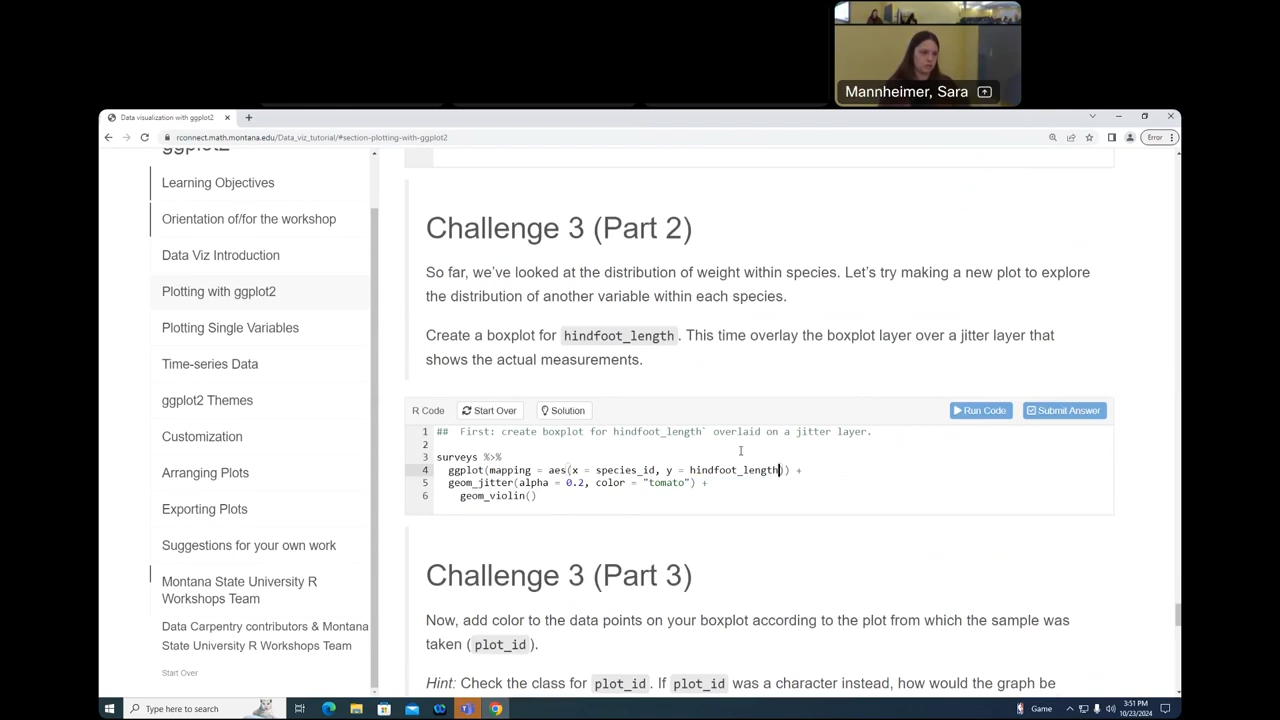 Mannheimer, Sara
Data visualization with ggplot2
rconnect.math.montana.edu/Data_viz_tutorial/#section-plotting-with-ggplot2
Error
ggplot2
Learning Objectives
Orientation of/for the workshop
Data Viz Introduction
Plotting with ggplot2
Plotting Single Variables
Time-series Data
ggplot2 Themes
Customization
Arranging Plots
Exporting Plots
Suggestions for your own work
Montana State University R
Workshops Team
Data Carpentry contributors & Montana
State University R Workshops Team
Start Over
Challenge 3 (Part 2)
So far, we've looked at the distribution of weight within species. Let's try making a new plot to explore
the distribution of another variable within each species.
Create a boxplot for hindfoot_length. This time overlay the boxplot layer over a jitter layer that
shows the actual measurements.
R Code Start Over Solution Run Code Submit Answer
1 ## First: create boxplot for hindfoot_length` overlaid on a jitter layer.
2
3 surveys %>%
4 ggplot(mapping = aes(x = species_id, y = hindfoot_length)) +
5 geom_jitter(alpha = 0.2, color = "tomato") +
6 geom_violin()
Challenge 3 (Part 3)
Now, add color to the data points on your boxplot according to the plot from which the sample was
taken (plot_id).
Hint: Check the class for plot_id. If plot_id was a character instead, how would the graph be
Type here to search
Game
3:51 PM
10/23/2024